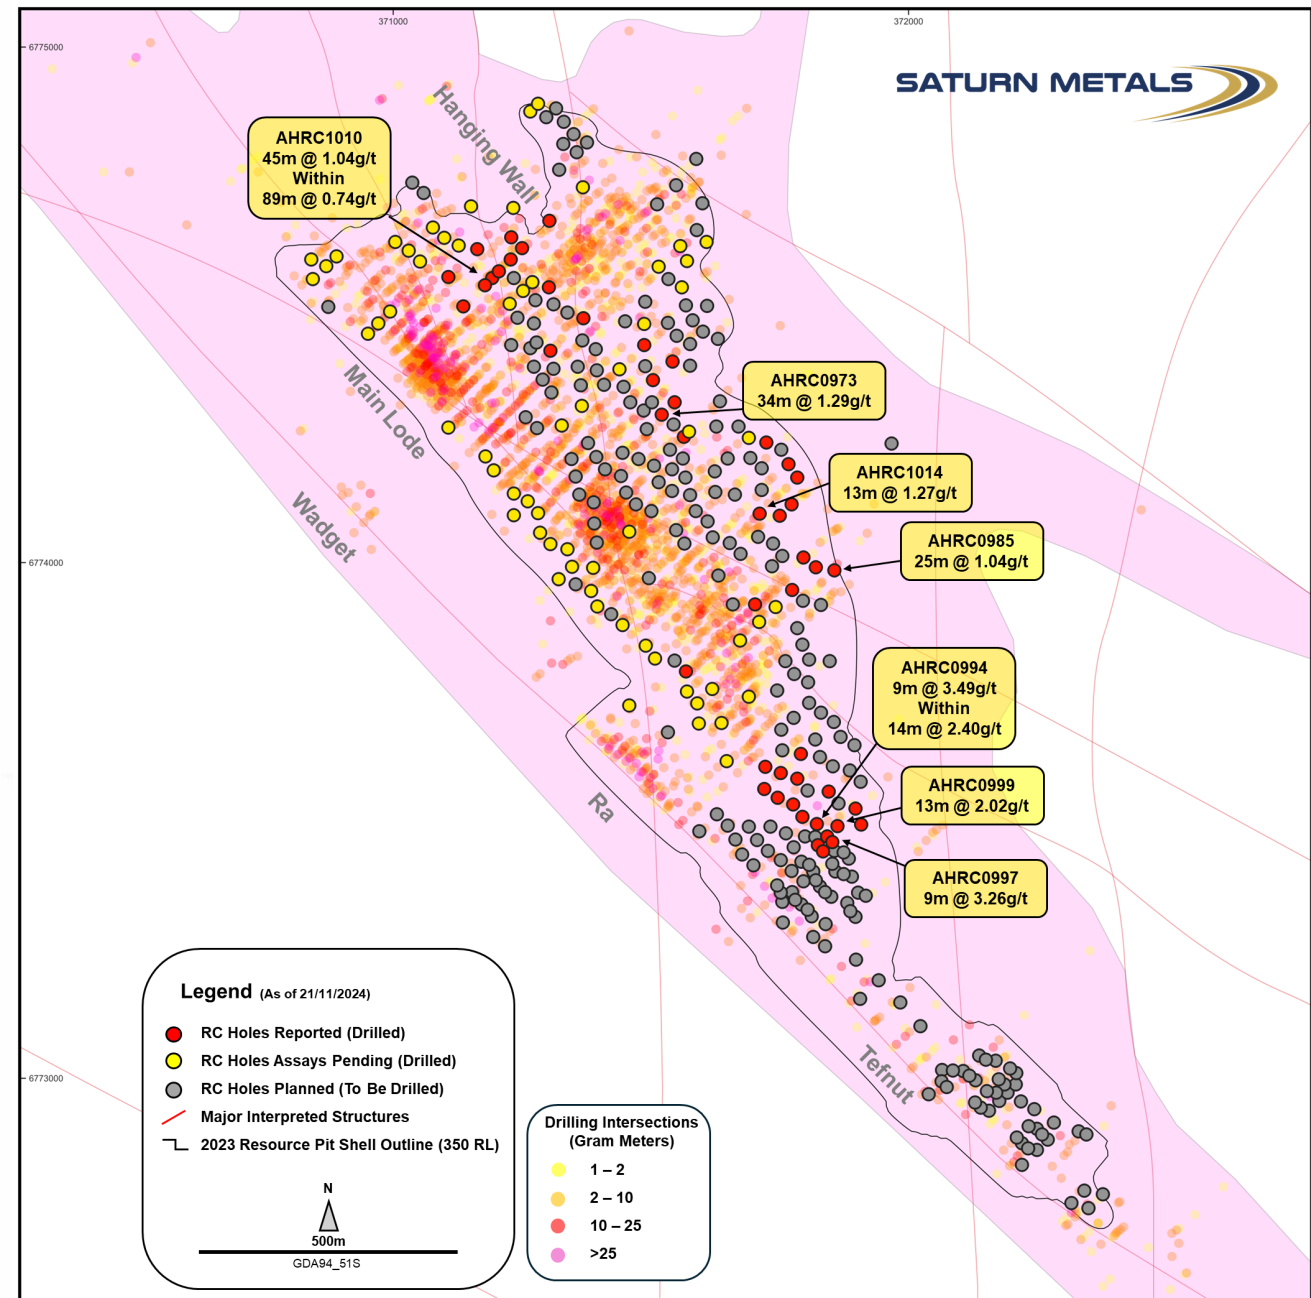 371000
372000
6775000
SATURN METALS
Hanging Wall
AHRC1010
45m @ 1.04g/t
Within
89m @ 0.74g/t
Main Lode
AHRC0973
34m @ 1.29g/t
AHRC1014
13m @ 1.27g/t
Wadget
AHRC0985
25m @ 1.04g/t
6774000
AHRC0994
9m @ 3.49g/t
Within
14m @ 2.40g/t
Ra
AHRC0999
13m @ 2.02g/t
AHRC0997
9m @ 3.26g/t
Tefnut
6773000
Legend (As of 21/11/2024)
RC Holes Reported (Drilled)
RC Holes Assays Pending (Drilled)
RC Holes Planned (To Be Drilled)
Major Interpreted Structures
2023 Resource Pit Shell Outline (350 RL)
N
500m
GDA94_51S
Drilling Intersections
(Gram Meters)
1 – 2
2 – 10
10 – 25
>25